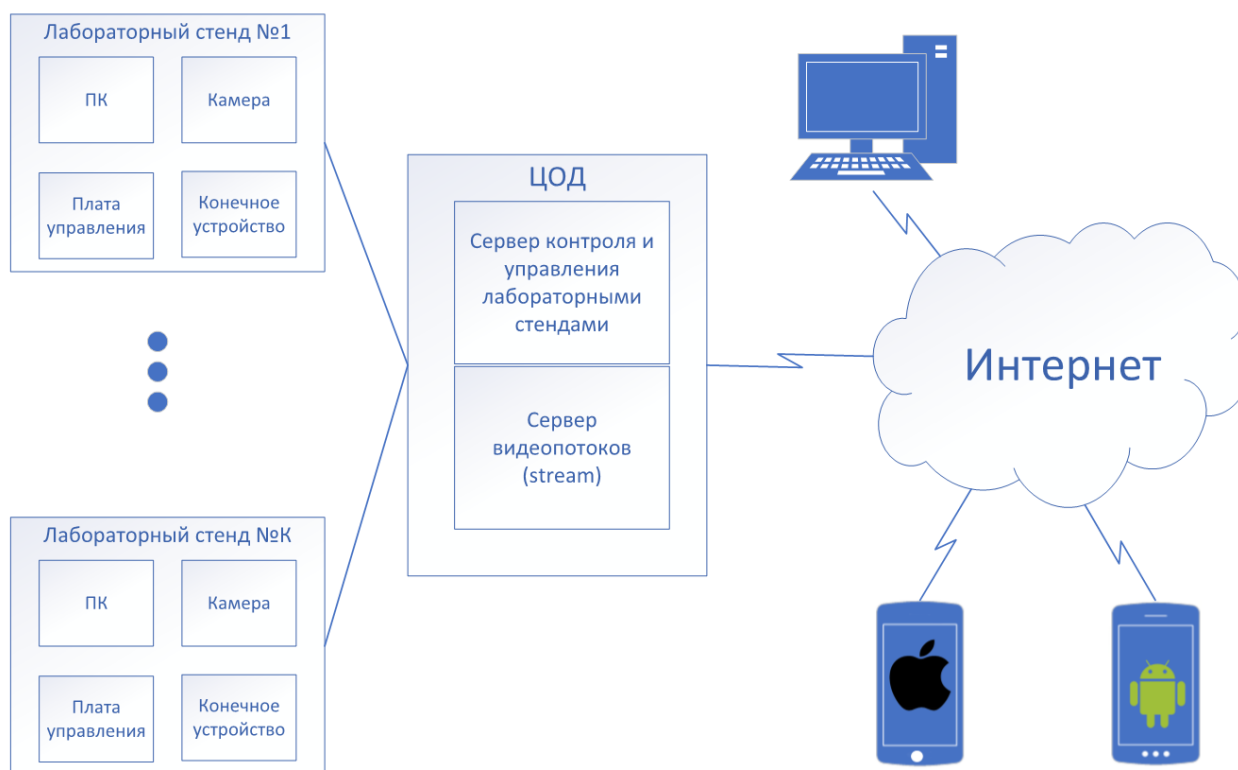 Лабораторный стенд №1
ПК
Камера
Плата
управления
Конечное
устройство
Лабораторный стенд №К
ПК
Камера
Плата
управления
Конечное
устройство
ЦОД
Сервер контроля и
управления
лабораторными
стендами
Сервер
видеопотоков
(stream)
Интернет